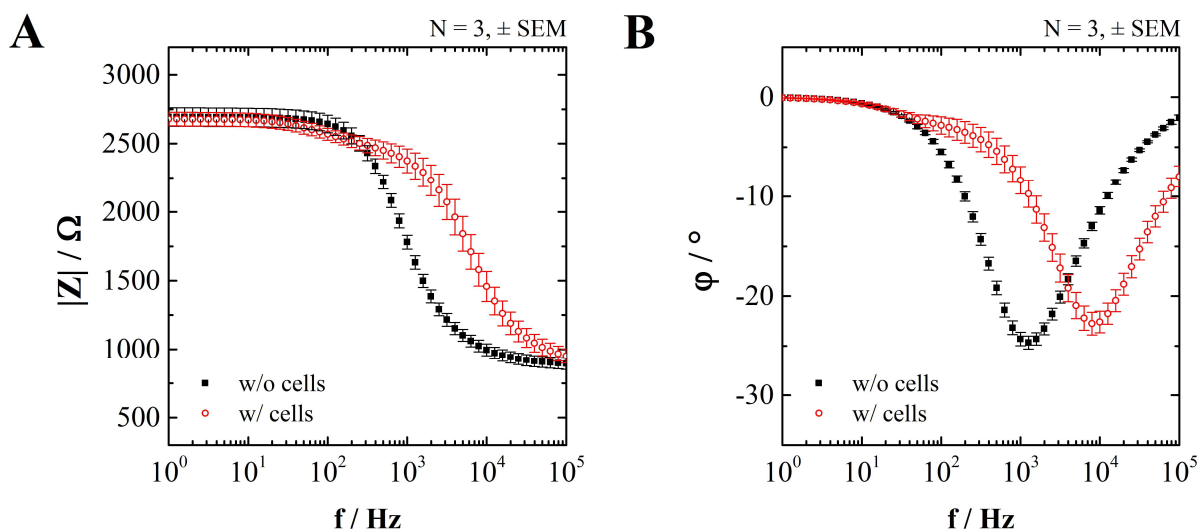 A
N = 3, ± SEM
|Z| / Ω
3000
2500
2000
1500
1000
500
w/o cells
w/ cells
10⁰ 10¹ 10² 10³ 10⁴ 10⁵
f / Hz
B
N = 3, ± SEM
φ / °
0
-10
-20
-30
w/o cells
w/ cells
10⁰ 10¹ 10² 10³ 10⁴ 10⁵
f / Hz